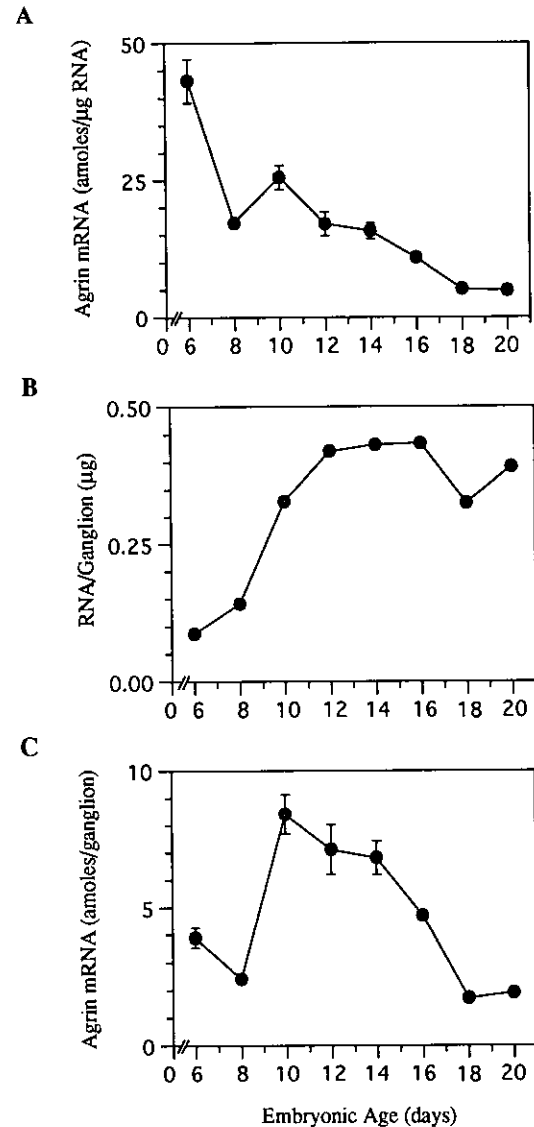 A
Agrin mRNA (amoles/µg RNA)
50
25
0
0 6 8 10 12 14 16 18 20
B
RNA/Ganglion (µg)
0.50
0.25
0.00
0 6 8 10 12 14 16 18 20
C
Agrin mRNA (amoles/ganglion)
10
5
0
0 6 8 10 12 14 16 18 20
Embryonic Age (days)